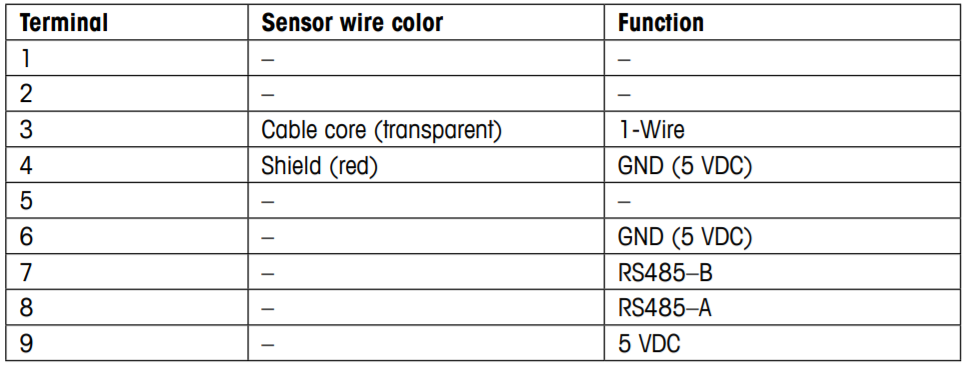 Terminal Sensor wire color Function
1 – –
2 – –
3 Cable core (transparent) 1-Wire
4 Shield (red) GND (5 VDC)
5 – –
6 – GND (5 VDC)
7 – RS485–B
8 – RS485–A
9 – 5 VDC